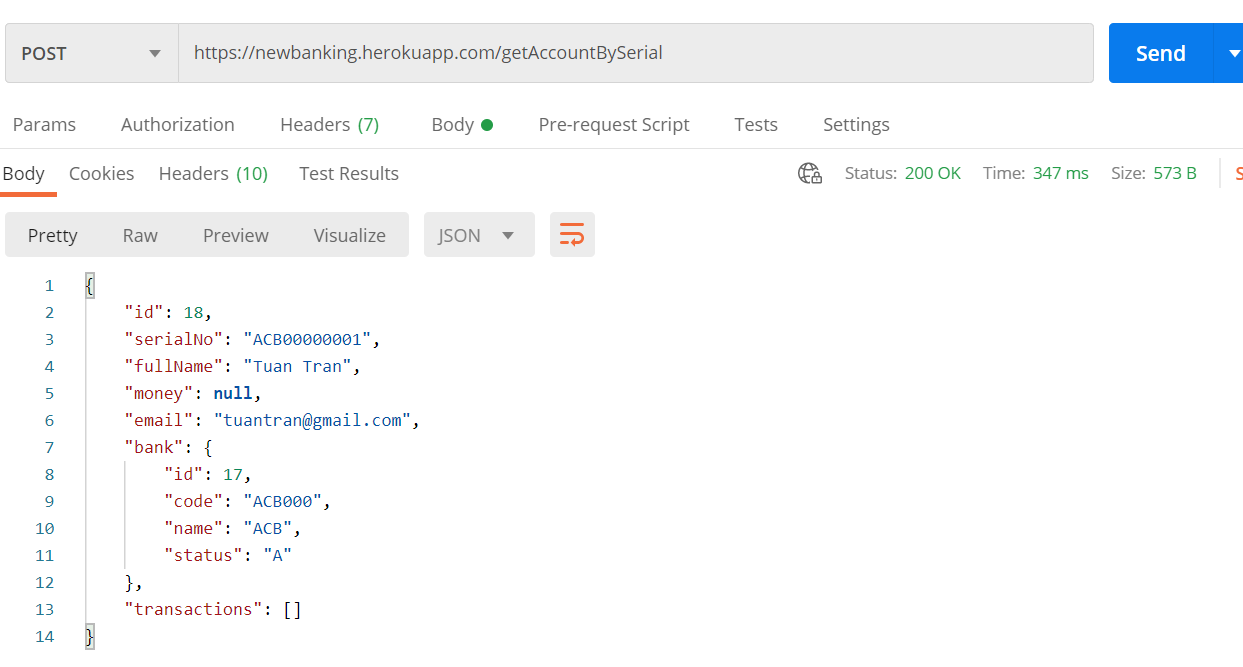 POST https://newbanking.herokuapp.com/getAccountBySerial Send
Params Authorization Headers (7) Body Pre-request Script Tests Settings
Body Cookies Headers (10) Test Results Status: 200 OK Time: 347 ms Size: 573 B S
Pretty Raw Preview Visualize JSON
1 {
2 "id": 18,
3 "serialNo": "ACB00000001",
4 "fullName": "Tuan Tran",
5 "money": null,
6 "email": "tuantran@gmail.com",
7 "bank": {
8 "id": 17,
9 "code": "ACB000",
10 "name": "ACB",
11 "status": "A"
12 },
13 "transactions": []
14 }